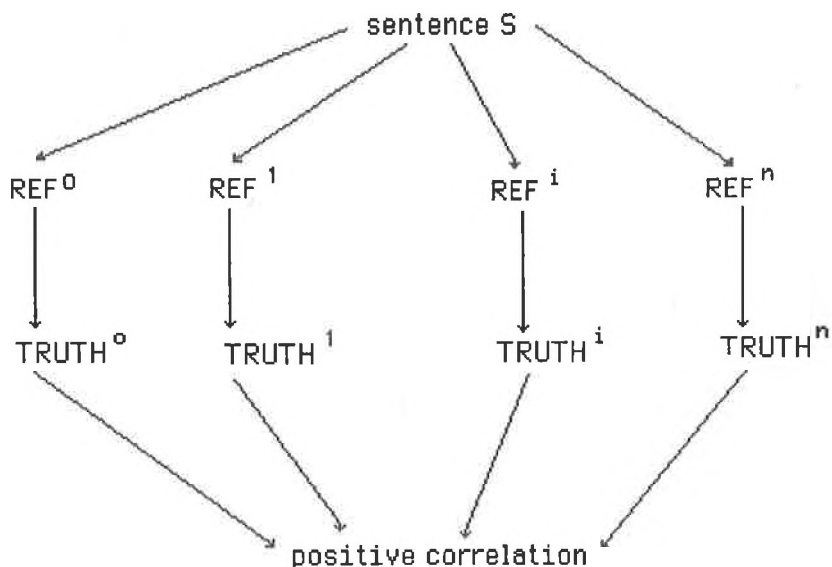 sentence S
REF⁰ REF¹ REFⁱ REFⁿ
TRUTH⁰ TRUTH¹ TRUTHⁱ TRUTHⁿ
positive correlation